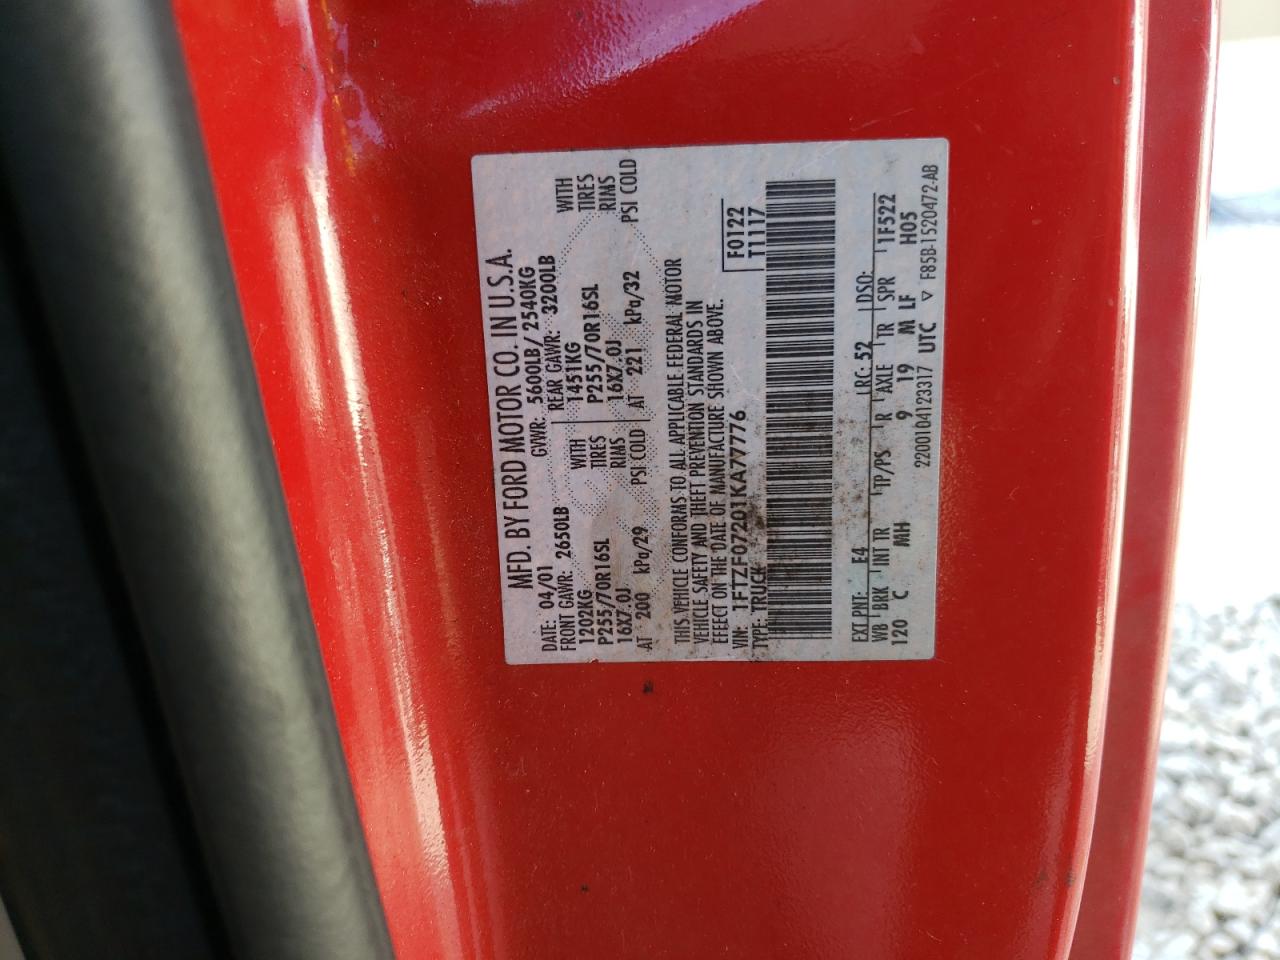 MFD. BY FORD MOTOR CO. IN U.S.A.
DATE: 04/01 GVWR: 5600LB/2540KG
FRONT GAWR: 2650LB REAR GAWR: 3200LB
1202KG WITH 1451KG WITH
P255/70R16SL TIRES P255/70R16SL TIRES
16X7.0J RIMS 16X7.0J RIMS
AT 200 kPa/29 PSI COLD AT 221 kPa/32 PSI COLD
THIS VEHICLE CONFORMS TO ALL APPLICABLE FEDERAL MOTOR
VEHICLE SAFETY AND THEFT PREVENTION STANDARDS IN
EFFECT ON THE DATE OF MANUFACTURE SHOWN ABOVE.
VIN: 1FTZF07201KA77776 F0122
TYPE: TRUCK T1117
EXT PNT: E4 RC: 52 DSO:
WB BRK INT TR TP/PS R AXLE TR SPR 1F522
120 C MH 9 19 M LF H05
220010412331​7 UTC ▽ F85B-1520472-AB